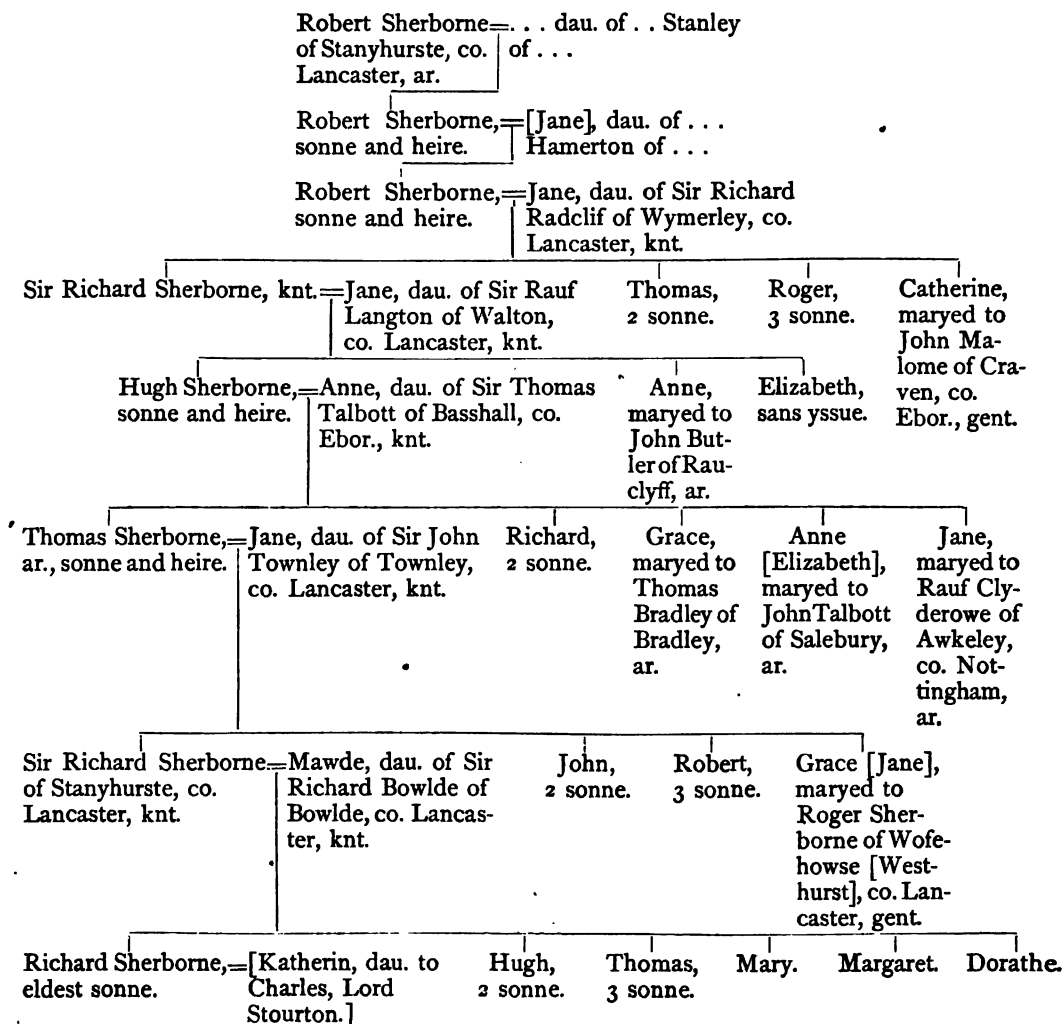 Robert Sherborne=. . . dau. of . . Stanley
of Stanyhurste, co. of . . .
Lancaster, ar.
Robert Sherborne,=[Jane], dau. of . . .
sonne and heire. Hamerton of . . .
Robert Sherborne,=Jane, dau. of Sir Richard
sonne and heire. Radclif of Wymerley, co.
Lancaster, knt.
Sir Richard Sherborne, knt.=Jane, dau. of Sir Rauf
Langton of Walton,
co. Lancaster, knt.
Thomas,
2 sonne.
Roger,
3 sonne.
Catherine,
maryed to
John Ma-
lome of Cra-
ven, co.
Ebor., gent.
Hugh Sherborne,=Anne, dau. of Sir Thomas
sonne and heire. Talbott of Basshall, co.
Ebor., knt.
Anne,
maryed to
John But-
ler of Rau-
clyff, ar.
Elizabeth,
sans yssue.
Thomas Sherborne,=Jane, dau. of Sir John
ar., sonne and heire. Townley of Townley,
co. Lancaster, knt.
Richard,
2 sonne.
Grace,
maryed to
Thomas
Bradley of
Bradley,
ar.
Anne
[Elizabeth],
maryed to
John Talbott
of Salebury,
ar.
Jane,
maryed to
Rauf Cly-
derowe of
Awkeley,
co. Not-
tingham,
ar.
Sir Richard Sherborne=Mawde, dau. of Sir
of Stanyhurste, co. Richard Bowlde of
Lancaster, knt. Bowlde, co. Lancas-
ter, knt.
John,
2 sonne.
Robert,
3 sonne.
Grace [Jane],
maryed to
Roger Sher-
borne of Wofe-
howse [West-
hurst], co. Lan-
caster, gent.
Richard Sherborne,=[Katherin, dau. to
eldest sonne. Charles, Lord
Stourton.]
Hugh,
2 sonne.
Thomas,
3 sonne.
Mary.
Margaret.
Dorathe.